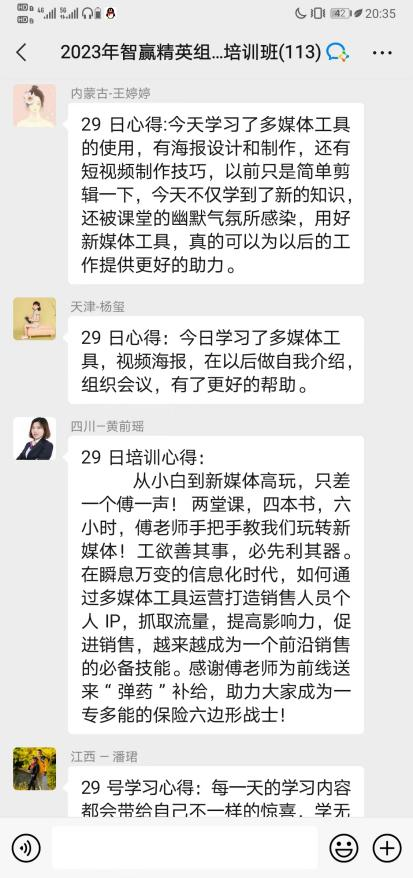 HD 4G 5G 42 20:35
2023年智赢精英组...培训班(113)
内蒙古-王婷婷
29 日心得:今天学习了多媒体工具
的使用，有海报设计和制作，还有
短视频制作技巧，以前只是简单剪
辑一下，今天不仅学到了新的知识，
还被课堂的幽默气氛所感染，用好
新媒体工具，真的可以为以后的工
作提供更好的助力。
天津-杨玺
29 日心得：今日学习了多媒体工
具，视频海报，在以后做自我介绍，
组织会议，有了更好的帮助。
四川—黄前瑶
29 日培训心得：
从小白到新媒体高玩，只差
一个傅一声！两堂课，四本书，六
小时，傅老师手把手教我们玩转新
媒体！工欲善其事，必先利其器。
在瞬息万变的信息化时代，如何通
过多媒体工具运营打造销售人员个
人 IP，抓取流量，提高影响力，促
进销售，越来越成为一个前沿销售
的必备技能。感谢傅老师为前线送
来“弹药”补给，助力大家成为一
专多能的保险六边形战士！
江西 — 潘珺
29 号学习心得：每一天的学习内容
都会带给自己不一样的惊喜，学无